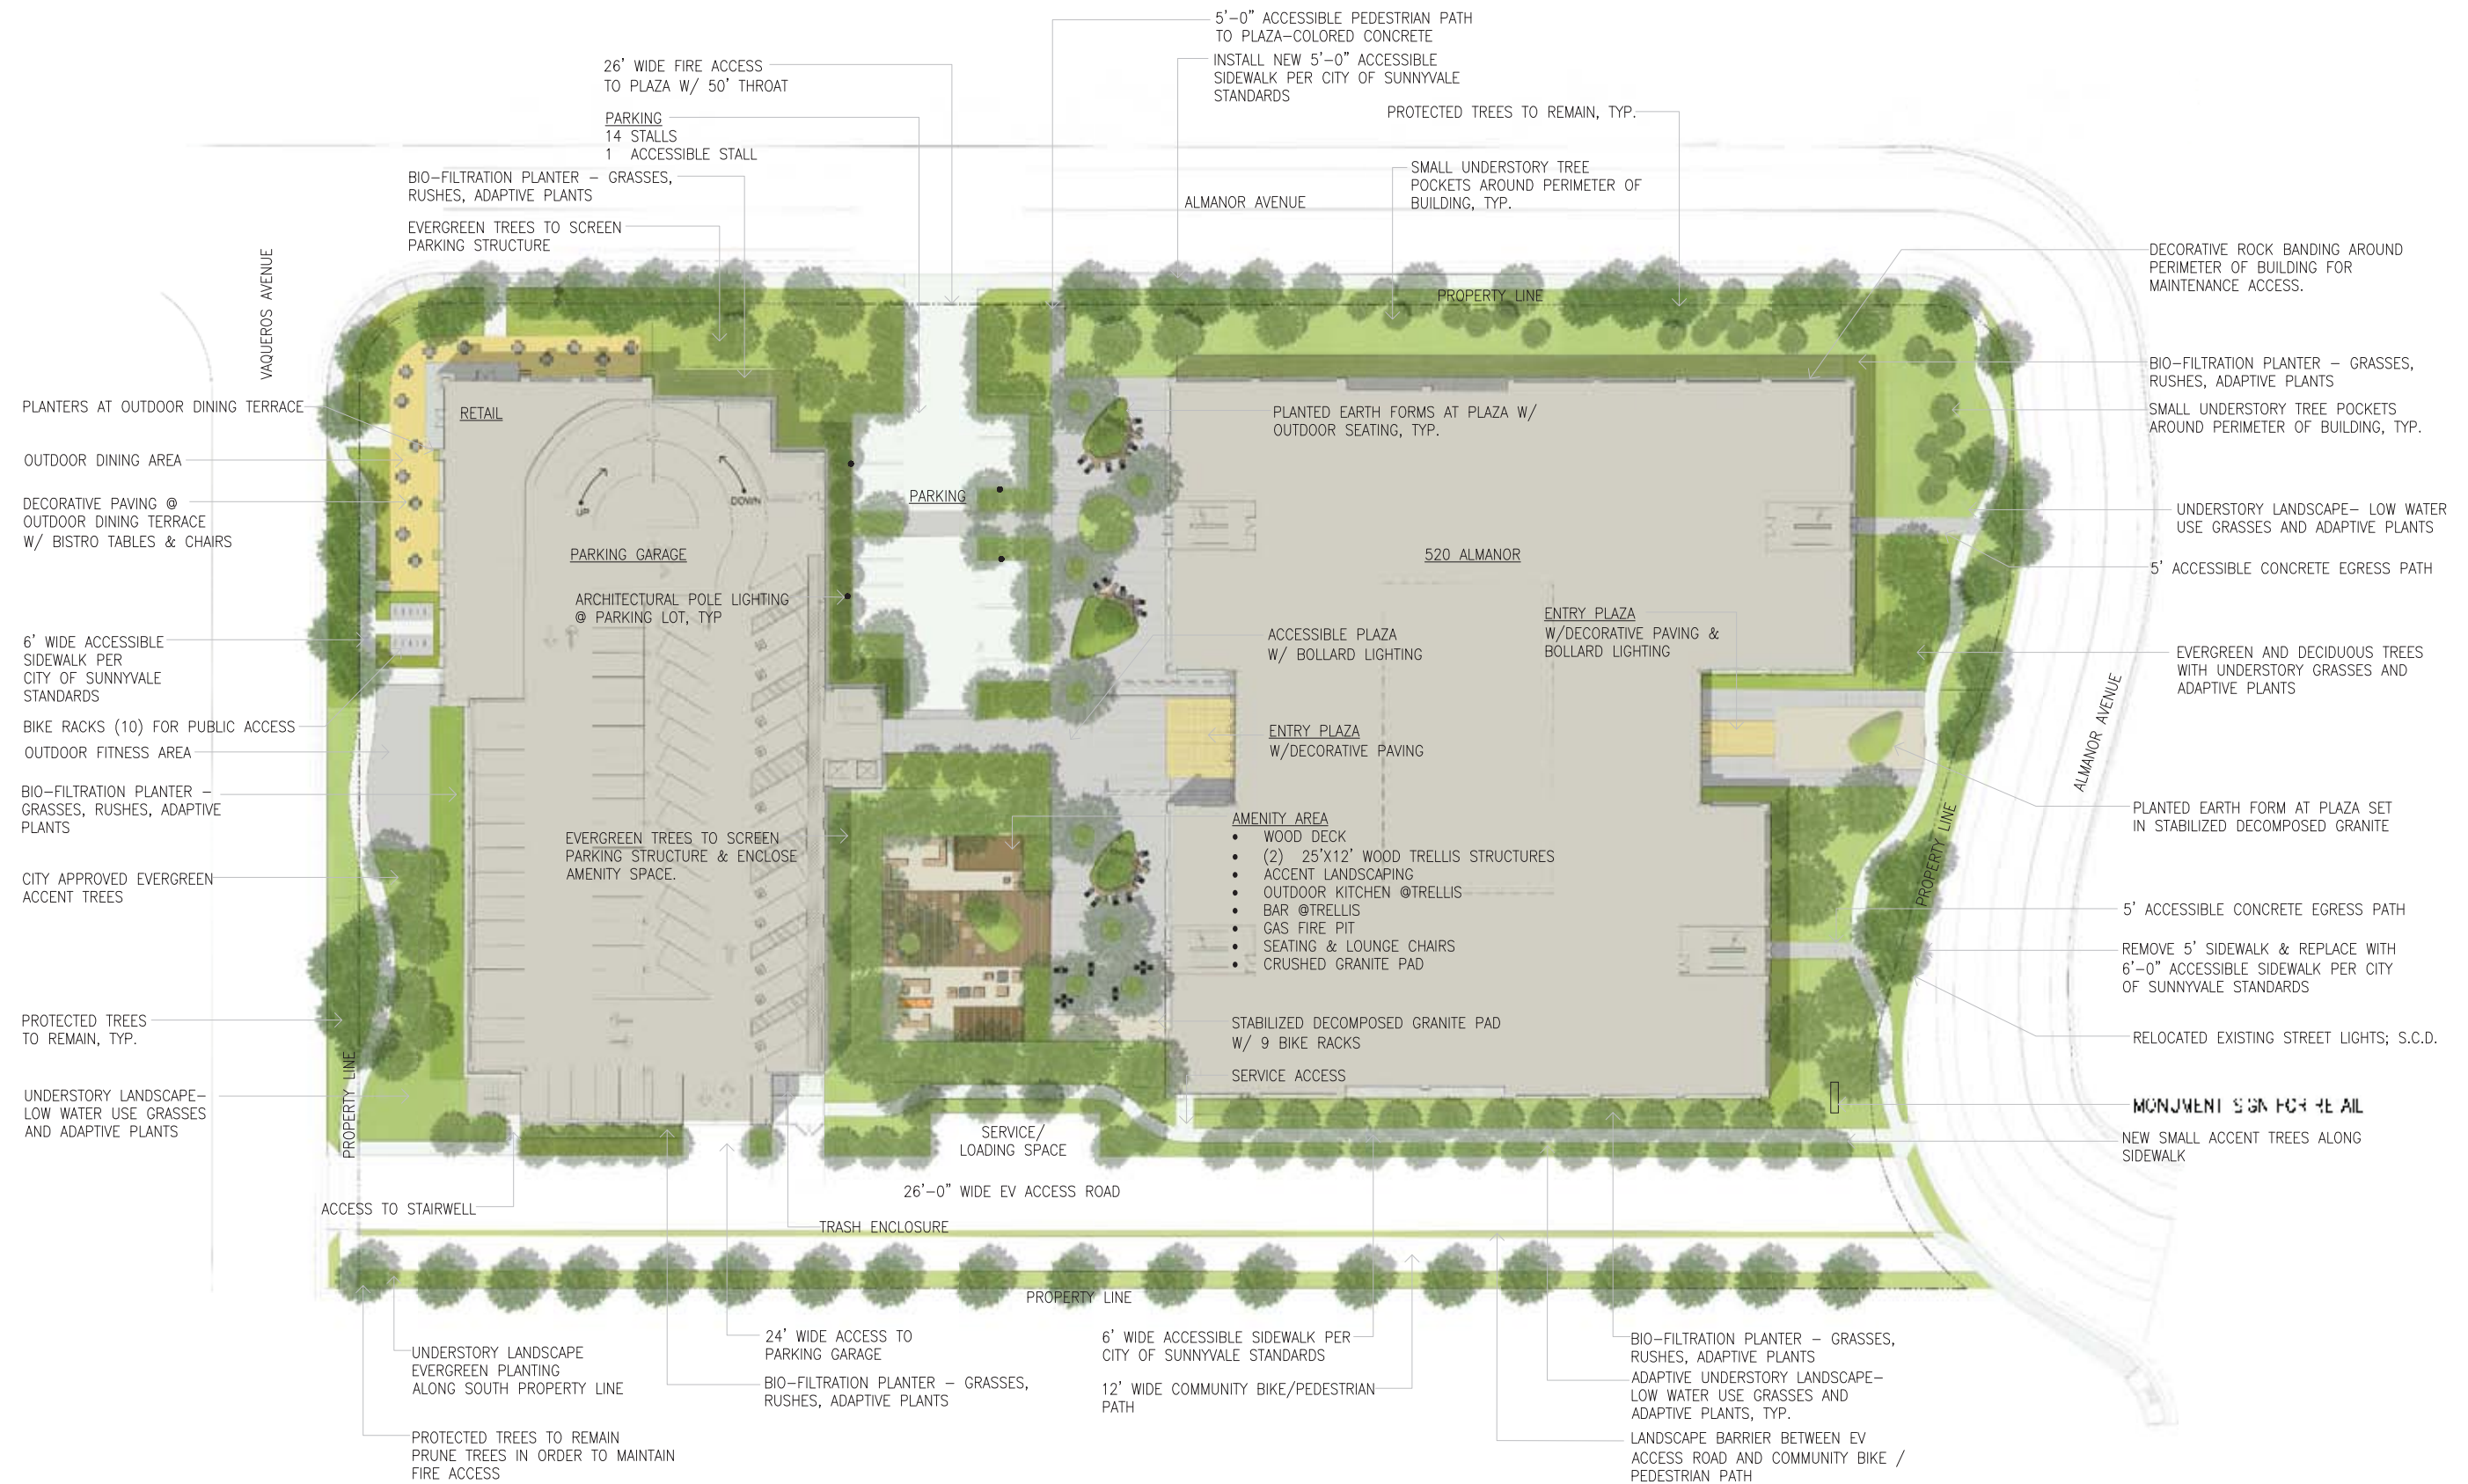 5'-0" ACCESSIBLE PEDESTRIAN PATH
TO PLAZA-COLORED CONCRETE
26' WIDE FIRE ACCESS
TO PLAZA W/ 50' THROAT
INSTALL NEW 5'-0" ACCESSIBLE
SIDEWALK PER CITY OF SUNNYVALE
STANDARDS
PROTECTED TREES TO REMAIN, TYP.
PARKING
14 STALLS
1 ACCESSIBLE STALL
BIO-FILTRATION PLANTER - GRASSES,
RUSHES, ADAPTIVE PLANTS
SMALL UNDERSTORY TREE
POCKETS AROUND PERIMETER OF
BUILDING, TYP.
ALMANOR AVENUE
EVERGREEN TREES TO SCREEN
PARKING STRUCTURE
VAQUEROS AVENUE
DECORATIVE ROCK BANDING AROUND
PERIMETER OF BUILDING FOR
MAINTENANCE ACCESS.
PROPERTY LINE
BIO-FILTRATION PLANTER - GRASSES,
RUSHES, ADAPTIVE PLANTS
PLANTERS AT OUTDOOR DINING TERRACE
RETAIL
PLANTED EARTH FORMS AT PLAZA W/
OUTDOOR SEATING, TYP.
SMALL UNDERSTORY TREE POCKETS
AROUND PERIMETER OF BUILDING, TYP.
OUTDOOR DINING AREA
DECORATIVE PAVING @
OUTDOOR DINING TERRACE
W/ BISTRO TABLES & CHAIRS
UP
DOWN
PARKING
UNDERSTORY LANDSCAPE- LOW WATER
USE GRASSES AND ADAPTIVE PLANTS
PARKING GARAGE
520 ALMANOR
5' ACCESSIBLE CONCRETE EGRESS PATH
ARCHITECTURAL POLE LIGHTING
@ PARKING LOT, TYP
ENTRY PLAZA
W/DECORATIVE PAVING &
BOLLARD LIGHTING
6' WIDE ACCESSIBLE
SIDEWALK PER
CITY OF SUNNYVALE
STANDARDS
ACCESSIBLE PLAZA
W/ BOLLARD LIGHTING
EVERGREEN AND DECIDUOUS TREES
WITH UNDERSTORY GRASSES AND
ADAPTIVE PLANTS
ALMANOR AVENUE
BIKE RACKS (10) FOR PUBLIC ACCESS
OUTDOOR FITNESS AREA
ENTRY PLAZA
W/DECORATIVE PAVING
BIO-FILTRATION PLANTER -
GRASSES, RUSHES, ADAPTIVE
PLANTS
PLANTED EARTH FORM AT PLAZA SET
IN STABILIZED DECOMPOSED GRANITE
EVERGREEN TREES TO SCREEN
PARKING STRUCTURE & ENCLOSE
AMENITY SPACE.
AMENITY AREA
• WOOD DECK
• (2) 25'X12' WOOD TRELLIS STRUCTURES
• ACCENT LANDSCAPING
• OUTDOOR KITCHEN @TRELLIS
• BAR @TRELLIS
• GAS FIRE PIT
• SEATING & LOUNGE CHAIRS
• CRUSHED GRANITE PAD
PROPERTY LINE
CITY APPROVED EVERGREEN
ACCENT TREES
5' ACCESSIBLE CONCRETE EGRESS PATH
REMOVE 5' SIDEWALK & REPLACE WITH
6'-0" ACCESSIBLE SIDEWALK PER CITY
OF SUNNYVALE STANDARDS
PROTECTED TREES
TO REMAIN, TYP.
STABILIZED DECOMPOSED GRANITE PAD
W/ 9 BIKE RACKS
RELOCATED EXISTING STREET LIGHTS; S.C.D.
SERVICE ACCESS
PROPERTY LINE
UNDERSTORY LANDSCAPE-
LOW WATER USE GRASSES
AND ADAPTIVE PLANTS
MONUMENT SIGN FOR RETAIL
SERVICE/
LOADING SPACE
NEW SMALL ACCENT TREES ALONG
SIDEWALK
26'-0" WIDE EV ACCESS ROAD
ACCESS TO STAIRWELL
TRASH ENCLOSURE
PROPERTY LINE
UNDERSTORY LANDSCAPE
EVERGREEN PLANTING
ALONG SOUTH PROPERTY LINE
24' WIDE ACCESS TO
PARKING GARAGE
6' WIDE ACCESSIBLE SIDEWALK PER
CITY OF SUNNYVALE STANDARDS
BIO-FILTRATION PLANTER - GRASSES,
RUSHES, ADAPTIVE PLANTS
BIO-FILTRATION PLANTER - GRASSES,
RUSHES, ADAPTIVE PLANTS
12' WIDE COMMUNITY BIKE/PEDESTRIAN
PATH
ADAPTIVE UNDERSTORY LANDSCAPE-
LOW WATER USE GRASSES AND
ADAPTIVE PLANTS, TYP.
PROTECTED TREES TO REMAIN
PRUNE TREES IN ORDER TO MAINTAIN
FIRE ACCESS
LANDSCAPE BARRIER BETWEEN EV
ACCESS ROAD AND COMMUNITY BIKE /
PEDESTRIAN PATH